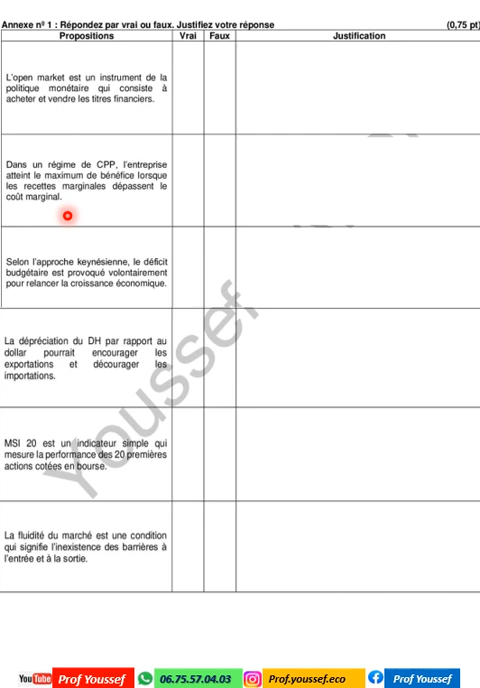 Annexe nº 1 : Répondez par vrai ou faux. Justifiez votre réponse (0,75 pt)
Propositions Vrai Faux Justification
L'open market est un instrument de la
politique monétaire qui consiste à
acheter et vendre les titres financiers.
Dans un régime de CPP, l'entreprise
atteint le maximum de bénéfice lorsque
les recettes marginales dépassent le
coût marginal.
Selon l'approche keynésienne, le déficit
budgétaire est provoqué volontairement
pour relancer la croissance économique.
La dépréciation du DH par rapport au
dollar pourrait encourager les
exportations et décourager les
importations.
MSI 20 est un indicateur simple qui
mesure la performance des 20 premières
actions cotées en bourse.
La fluidité du marché est une condition
qui signifie l'inexistence des barrières à
l'entrée et à la sortie.
Youssef
YouTube Prof Youssef 06.75.57.04.03 Prof.youssef.eco Prof Youssef